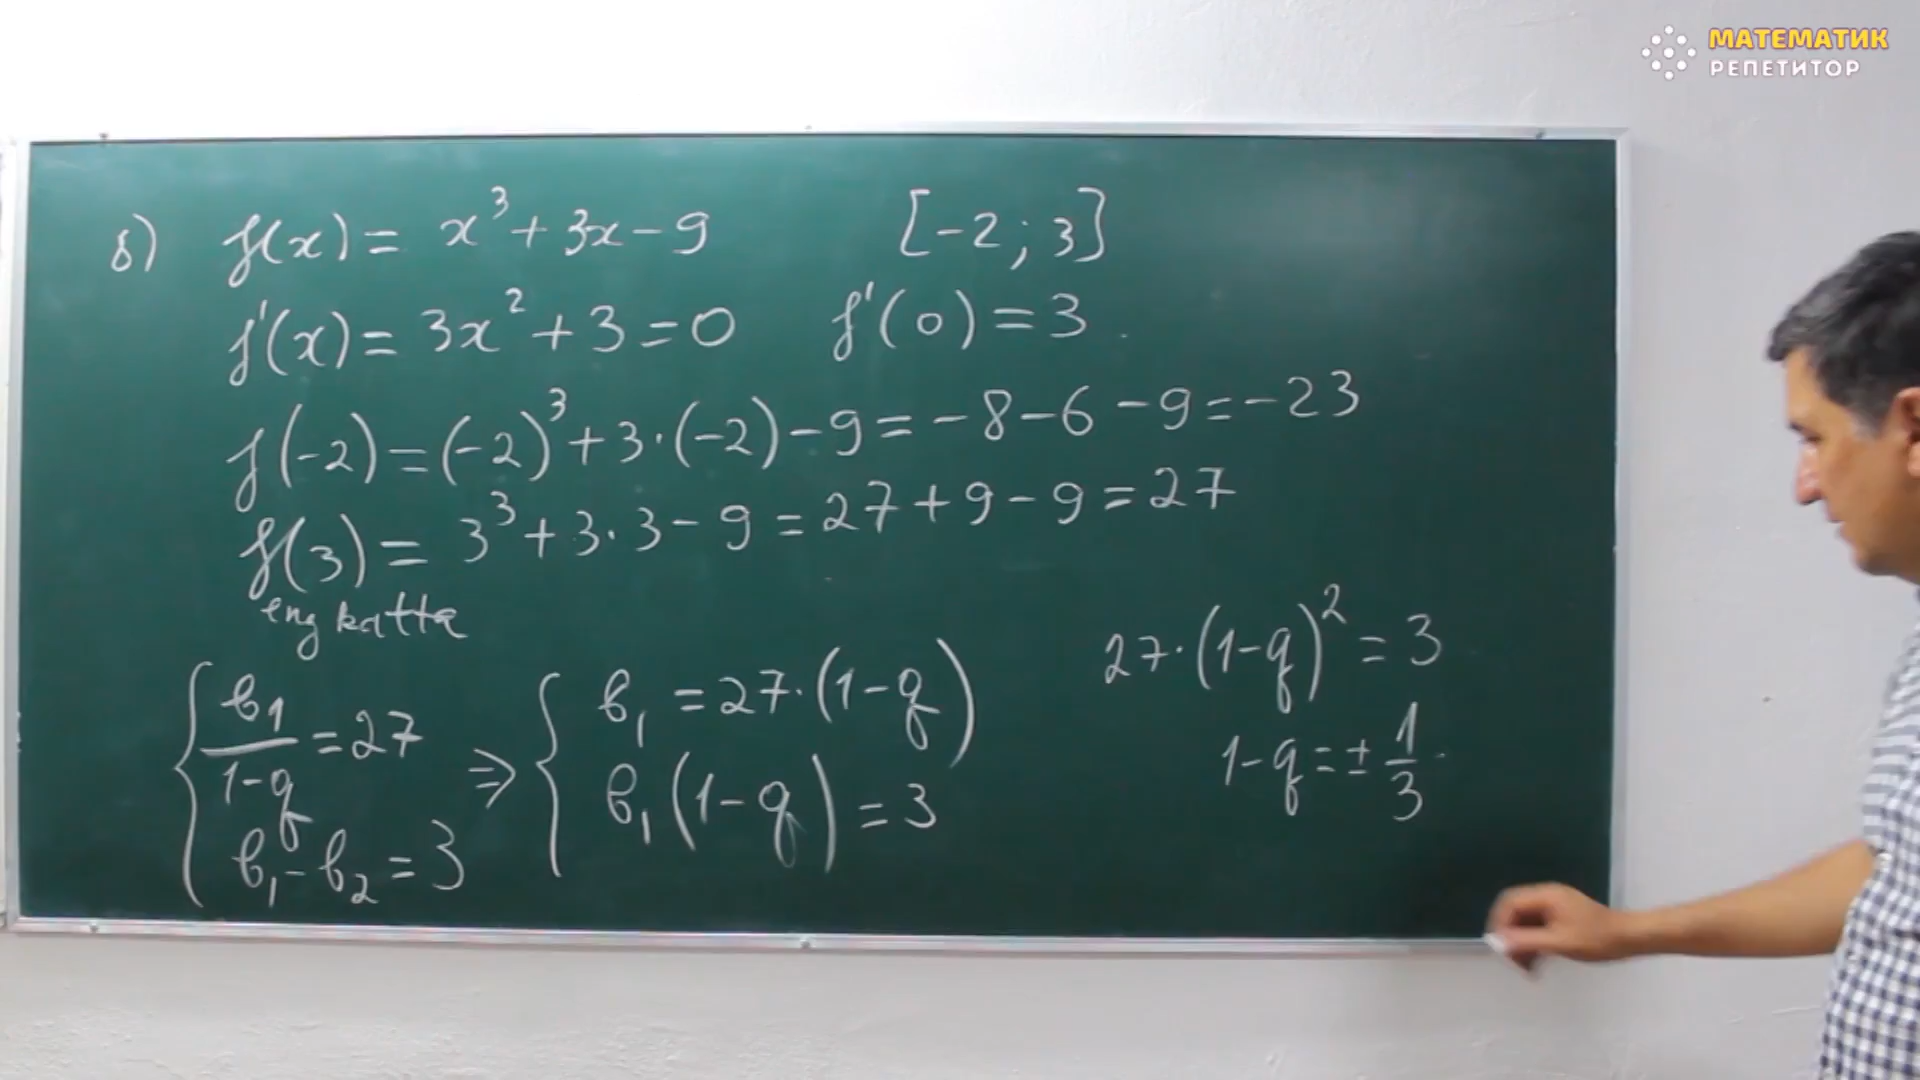 МАТЕМАТИК
РЕПЕТИТОР
б) f(x) = x³ + 3x - 9 [-2; 3]
f'(x) = 3x² + 3 = 0 f'(0) = 3
f(-2) = (-2)³ + 3·(-2) - 9 = -8 - 6 - 9 = -23
f(3) = 3³ + 3·3 - 9 = 27 + 9 - 9 = 27
eng katta
{ b₁/(1-q) = 27 ⇒ { b₁ = 27·(1-q)
b₁ - b₂ = 3 b₁(1-q) = 3
27·(1-q)² = 3
1-q = ± 1/3